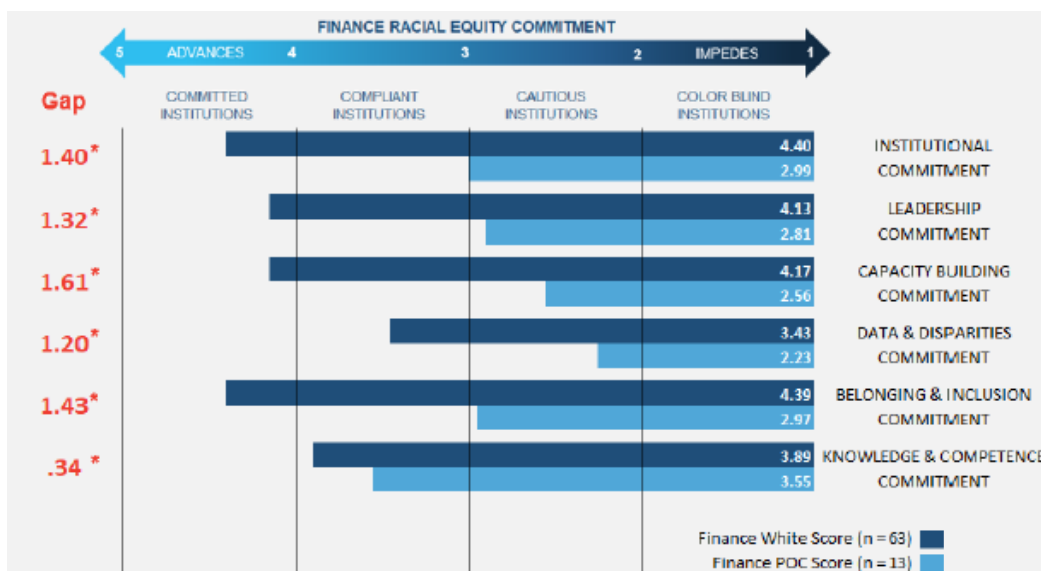 FINANCE RACIAL EQUITY COMMITMENT
5 ADVANCES 4 3 2 IMPEDES 1
Gap
COMMITTED
INSTITUTIONS
COMPLIANT
INSTITUTIONS
CAUTIOUS
INSTITUTIONS
COLOR BLIND
INSTITUTIONS
1.40*
4.40
2.99
INSTITUTIONAL
COMMITMENT
1.32*
4.13
2.81
LEADERSHIP
COMMITMENT
1.61*
4.17
2.56
CAPACITY BUILDING
COMMITMENT
1.20*
3.43
2.23
DATA & DISPARITIES
COMMITMENT
1.43*
4.39
2.97
BELONGING & INCLUSION
COMMITMENT
.34 *
3.89
3.55
KNOWLEDGE & COMPETENCE
COMMITMENT
Finance White Score (n = 63)
Finance POC Score (n = 13)